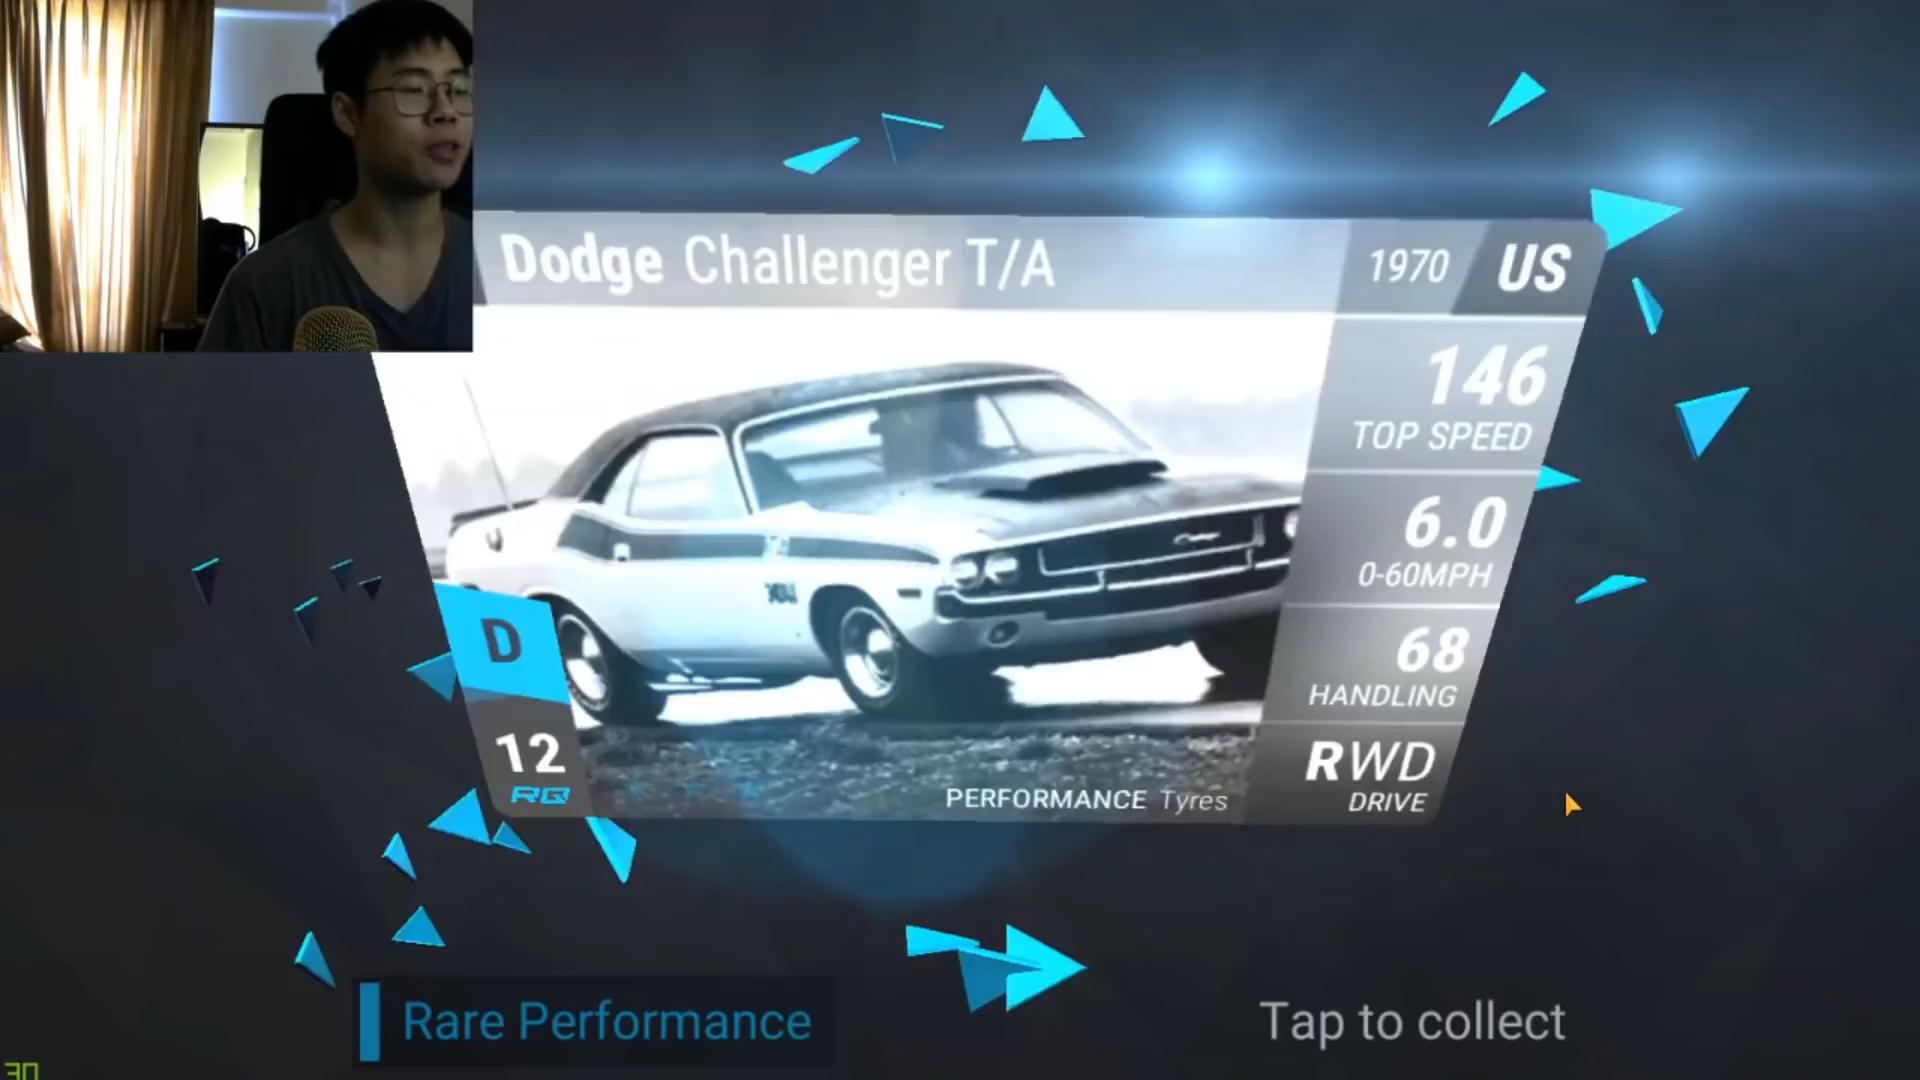 Dodge Challenger T/A
1970 US
146
TOP SPEED
6.0
0-60MPH
68
HANDLING
RWD
DRIVE
D
12
RQ
PERFORMANCE Tyres
Rare Performance
Tap to collect
30